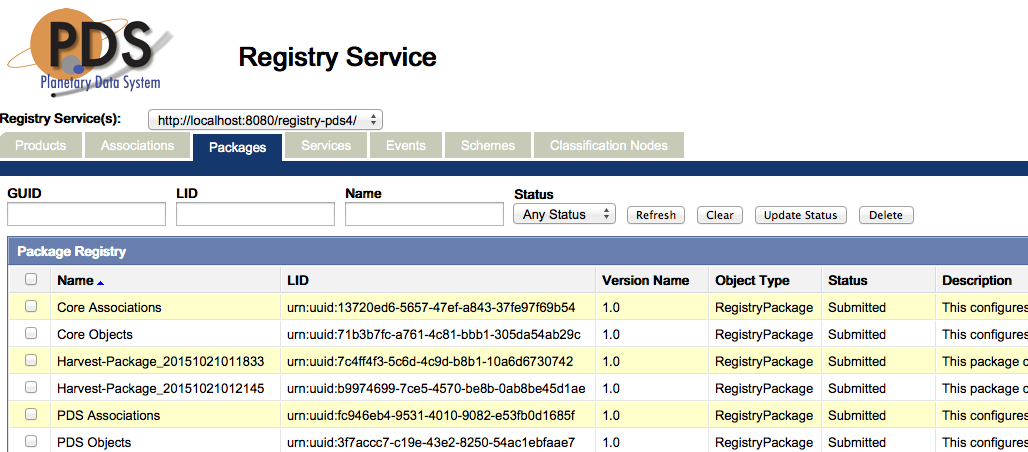 PDS
Planetary Data System
Registry Service
Registry Service(s): http://localhost:8080/registry-pds4/
Products Associations Packages Services Events Schemes Classification Nodes
GUID LID Name Status
Any Status Refresh Clear Update Status Delete
Package Registry
Name LID Version Name Object Type Status Description
Core Associations urn:uuid:13720ed6-5657-47ef-a843-37fe97f69b54 1.0 RegistryPackage Submitted This configures
Core Objects urn:uuid:71b3b7fc-a761-4c81-bbb1-305da54ab29c 1.0 RegistryPackage Submitted This configures
Harvest-Package_20151021011833 urn:uuid:7c4ff4f3-5c6d-4c9d-b8b1-10a6d6730742 1.0 RegistryPackage Submitted This package c
Harvest-Package_20151021012145 urn:uuid:b9974699-7ce5-4570-be8b-0ab8be45d1ae 1.0 RegistryPackage Submitted This package c
PDS Associations urn:uuid:fc946eb4-9531-4010-9082-e53fb0d1685f 1.0 RegistryPackage Submitted This configures
PDS Objects urn:uuid:3f7accc7-c19e-43e2-8250-54ac1ebfaae7 1.0 RegistryPackage Submitted This configures